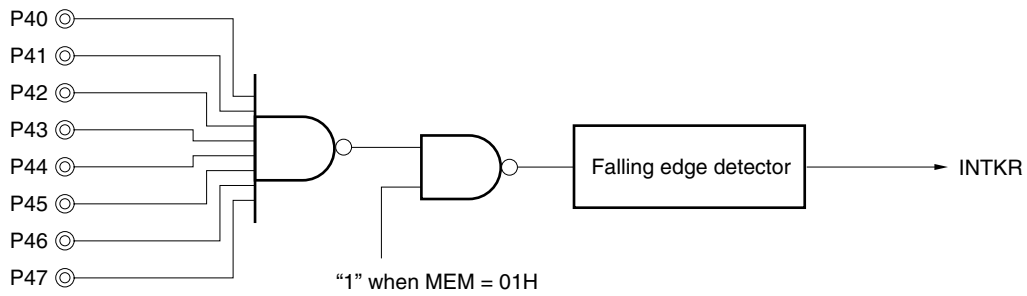 P40
P41
P42
P43
P44
P45
P46
P47
Falling edge detector
INTKR
“1” when MEM = 01H